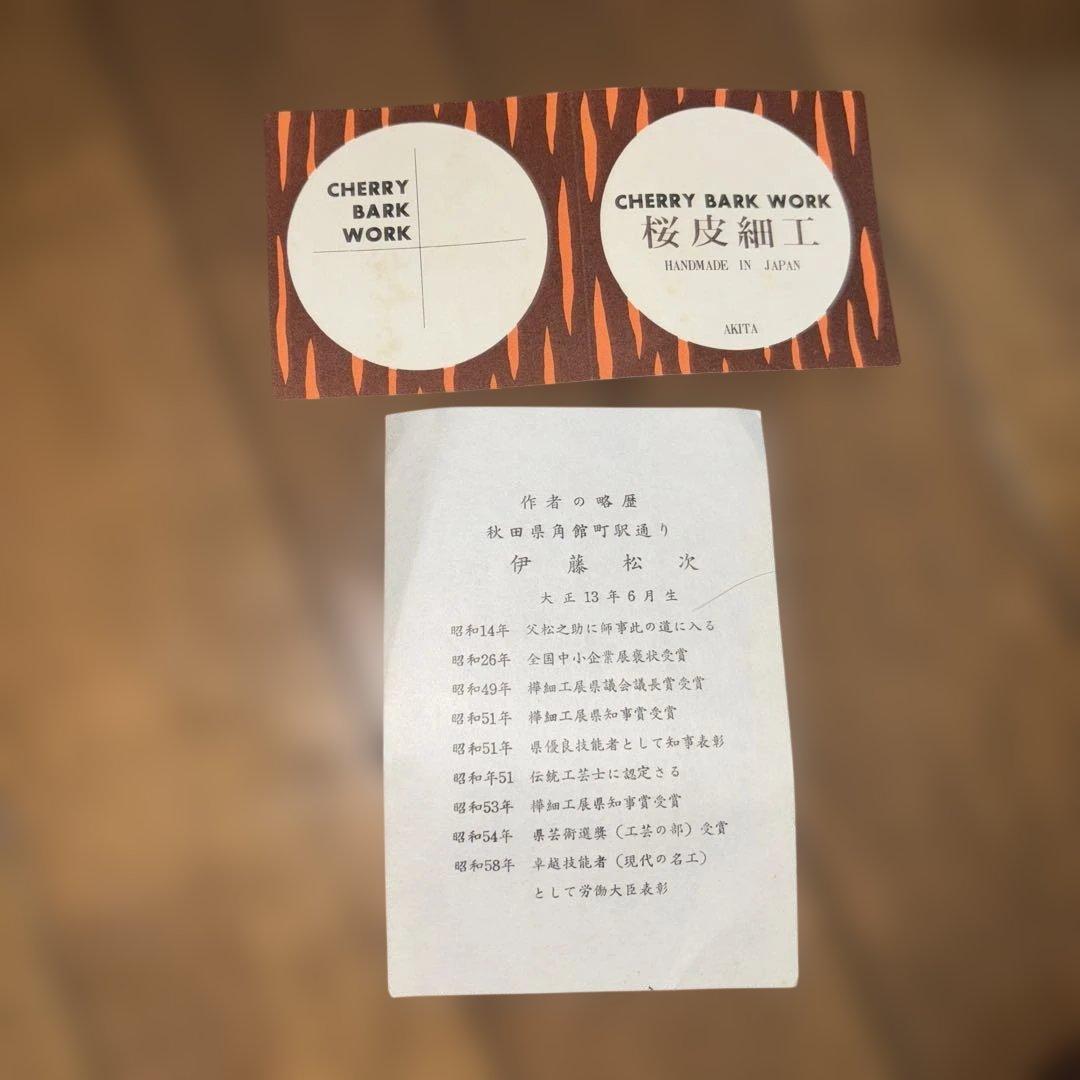 CHERRY
BARK
WORK
CHERRY BARK WORK
桜皮細工
HANDMADE IN JAPAN
AKITA
作者の略歴
秋田県角館町駅通り
伊藤松次
大正13年6月生
昭和14年 父松之助に師事此の道に入る
昭和26年 全国中小企業展褒状受賞
昭和49年 樺細工展県議会議長賞受賞
昭和51年 樺細工展県知事賞受賞
昭和51年 県優良技能者として知事表彰
昭和年51 伝統工芸士に認定さる
昭和53年 樺細工展県知事賞受賞
昭和54年 県芸術選奨（工芸の部）受賞
昭和58年 卓越技能者（現代の名工）
として労働大臣表彰